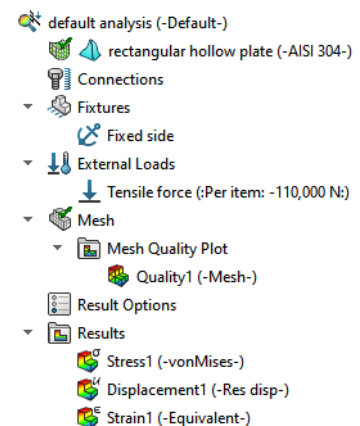 default analysis (-Default-)
rectangular hollow plate (-AISI 304-)
Connections
Fixtures
Fixed side
External Loads
Tensile force (:Per item: -110,000 N:)
Mesh
Mesh Quality Plot
Quality1 (-Mesh-)
Result Options
Results
Stress1 (-vonMises-)
Displacement1 (-Res disp-)
Strain1 (-Equivalent-)